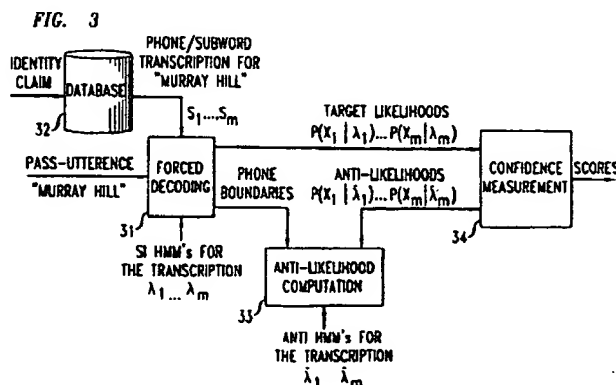 FIG. 3
IDENTITY
CLAIM
DATABASE
32
PHONE/SUBWORD
TRANSCRIPTION FOR
"MURRAY HILL"
S1,...,Sm
PASS-UTTERENCE
"MURRAY HILL"
FORCED
DECODING
31
SI HMM's FOR
THE TRANSCRIPTION
λ1 ... λm
PHONE
BOUNDARIES
TARGET LIKELIHOODS
P(X1 | λ1)... P(Xm | λm)
ANTI-LIKELIHOODS
P(X1 | λ̄1)... P(Xm | λ̄m)
CONFIDENCE
MEASUREMENT
34
SCORES
ANTI-LIKELIHOOD
COMPUTATION
33
ANTI HMM's FOR
THE TRANSCRIPTION
λ̄1 λ̄m